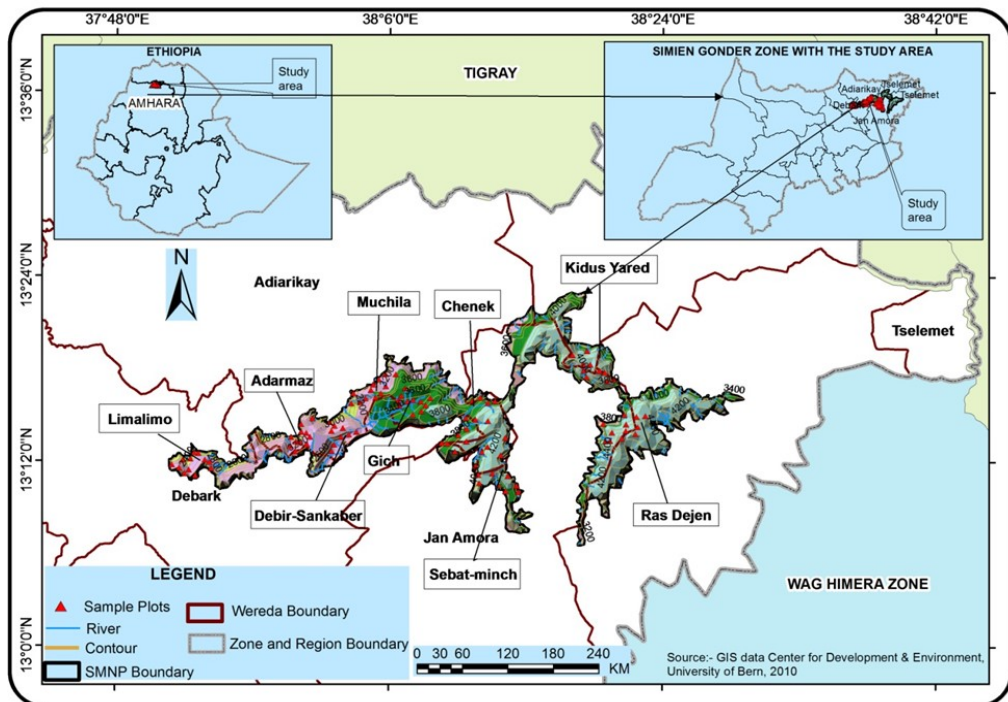 37°48'0"E
38°6'0"E
38°24'0"E
38°42'0"E
13°36'0"N
13°24'0"N
13°12'0"N
13°0'0"N
ETHIOPIA
Study
area
AMHARA
TIGRAY
SIMIEN GONDER ZONE WITH THE STUDY AREA
Adiarikay
Tselemet
Tselemet
Jan Amora
Study
area
N
Adiarikay
Muchila
Chenek
Kidus Yared
Tselemet
Adarmaz
Limalimo
Debark
Debir-Sankaber
Gich
Jan Amora
Sebat-minch
Ras Dejen
3400
4200
3200
3600
WAG HIMERA ZONE
LEGEND
Sample Plots
River
Contour
SMNP Boundary
Wereda Boundary
Zone and Region Boundary
0 30 60 120 180 240
KM
Source:- GIS data Center for Development & Environment,
University of Bern, 2010